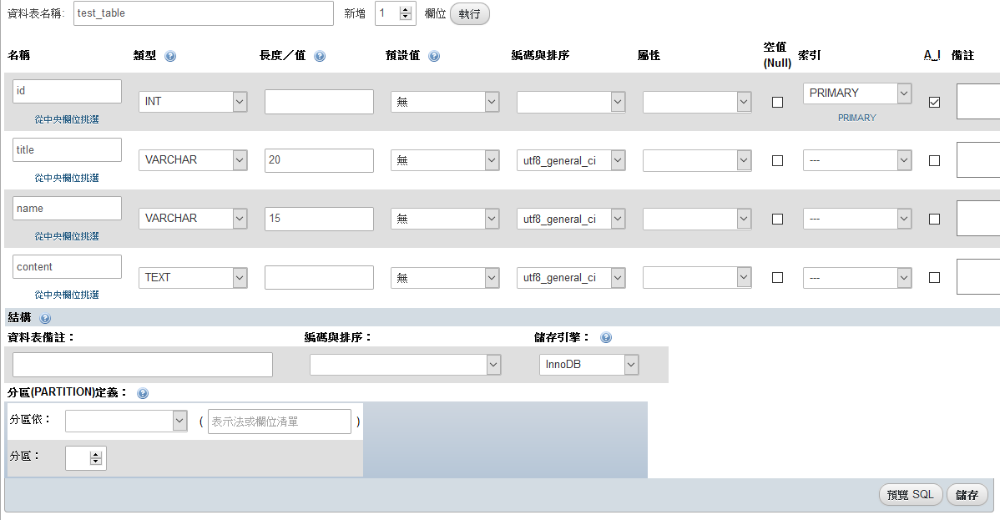 資料表名稱: test_table 新增 1 欄位 執行
名稱 類型 長度／值 預設值 編碼與排序 屬性 空值 (Null) 索引 A_I 備註
id INT 無 PRIMARY
從中央欄位挑選 PRIMARY
title VARCHAR 20 無 utf8_general_ci ---
從中央欄位挑選
name VARCHAR 15 無 utf8_general_ci ---
從中央欄位挑選
content TEXT 無 utf8_general_ci ---
從中央欄位挑選
結構
資料表備註： 編碼與排序： 儲存引擎：
InnoDB
分區(PARTITION)定義：
分區依： ( 表示法或欄位清單 )
分區：
預覽 SQL 儲存